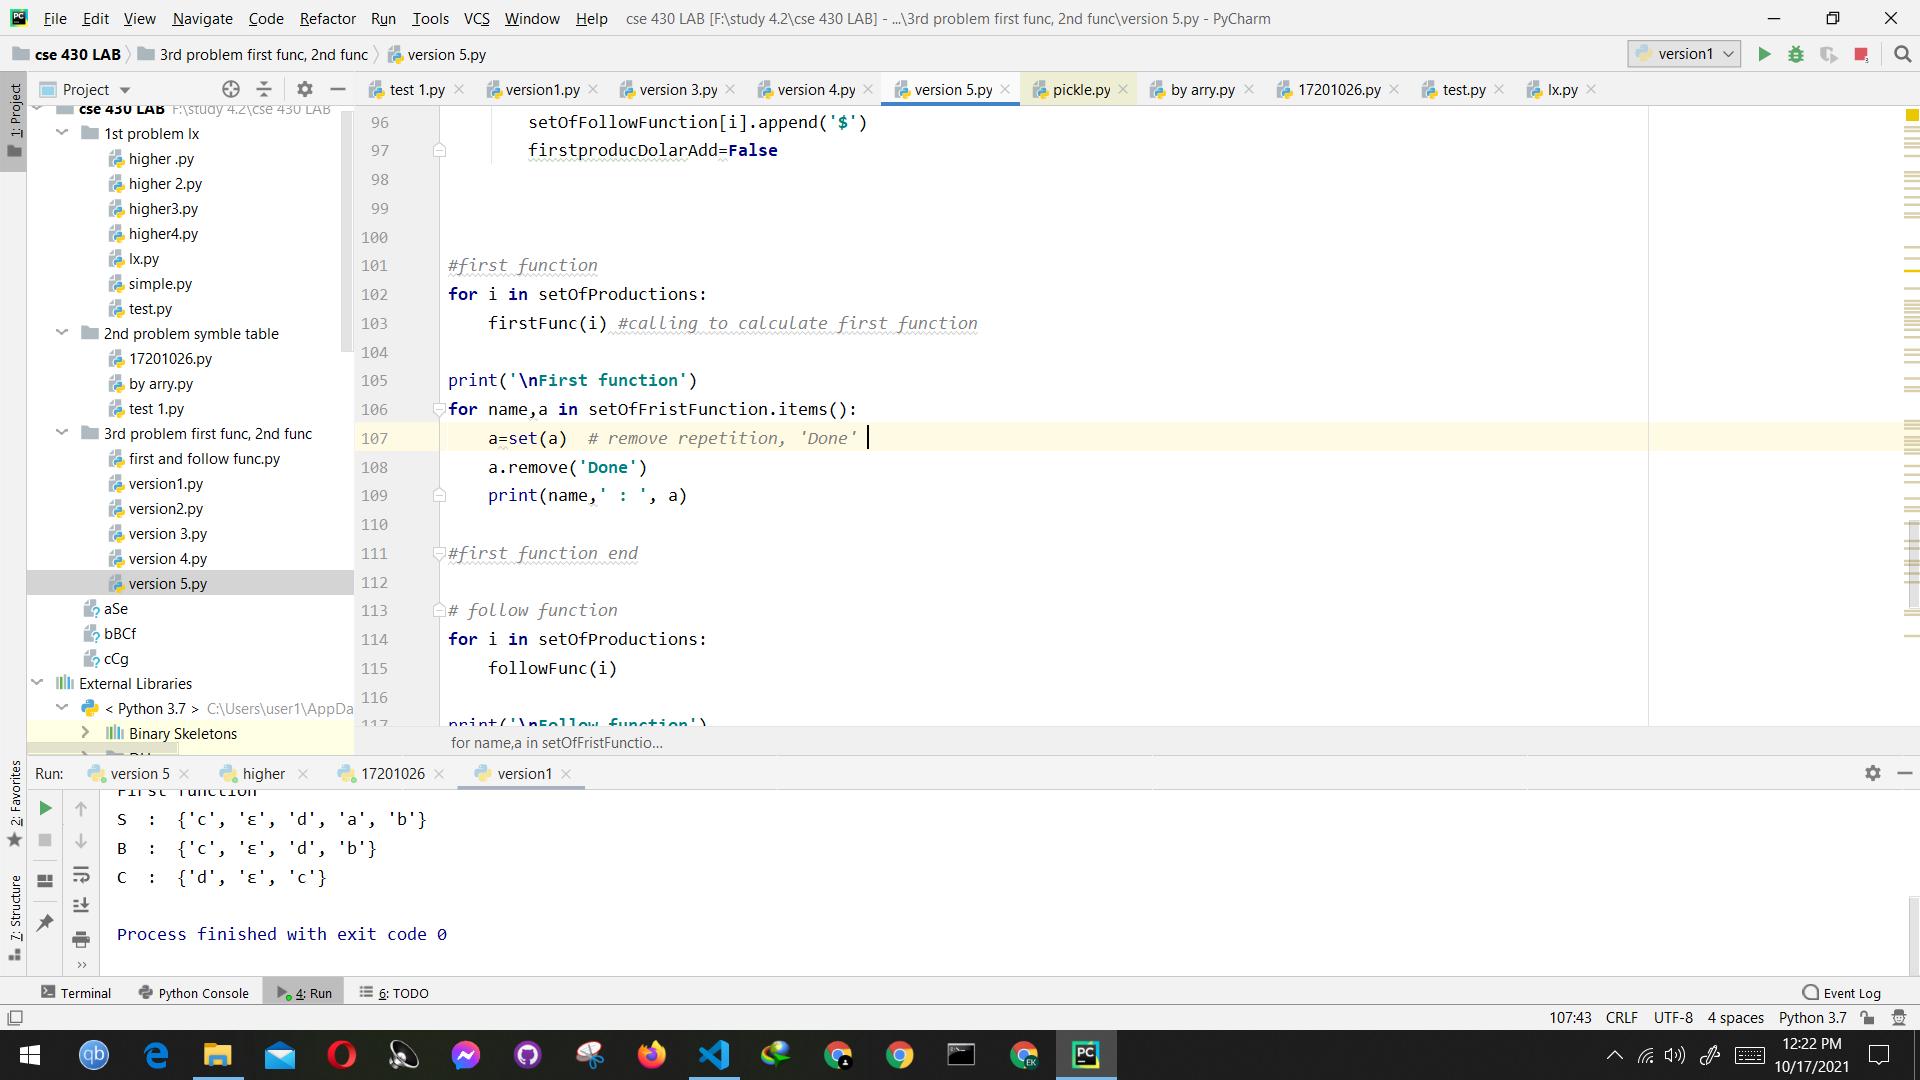 File Edit View Navigate Code Refactor Run Tools VCS Window Help cse 430 LAB [F:\study 4.2\cse 430 LAB] - ...\3rd problem first func, 2nd func\version 5.py - PyCharm
cse 430 LAB 3rd problem first func, 2nd func version 5.py version1
Project
test 1.py version1.py version 3.py version 4.py version 5.py pickle.py by arry.py 17201026.py test.py lx.py
1: Project
cse 430 LAB F:\study 4.2\cse 430 LAB
1st problem lx
higher .py
higher 2.py
higher3.py
higher4.py
lx.py
simple.py
test.py
2nd problem symble table
17201026.py
by arry.py
test 1.py
3rd problem first func, 2nd func
first and follow func.py
version1.py
version2.py
version 3.py
version 4.py
version 5.py
aSe
bBCf
cCg
External Libraries
< Python 3.7 > C:\Users\user1\AppDa
Binary Skeletons
96 setOfFollowFunction[i].append('$')
97 firstproducDolarAdd=False
98
99
100
101 #first function
102 for i in setOfProductions:
103 firstFunc(i) #calling to calculate first function
104
105 print('\nFirst function')
106 for name,a in setOfFristFunction.items():
107 a=set(a) # remove repetition, 'Done'
108 a.remove('Done')
109 print(name,' : ', a)
110
111 #first function end
112
113 # follow function
114 for i in setOfProductions:
115 followFunc(i)
116
117 print('\nFollow function')
for name,a in setOfFristFunctio...
Run: version 5 higher 17201026 version1
First function
S : {'c', 'ε', 'd', 'a', 'b'}
B : {'c', 'ε', 'd', 'b'}
C : {'d', 'ε', 'c'}
Process finished with exit code 0
2: Favorites
7: Structure
Terminal Python Console 4: Run 6: TODO Event Log
107:43 CRLF UTF-8 4 spaces Python 3.7
qb
EK
PC
12:22 PM
10/17/2021